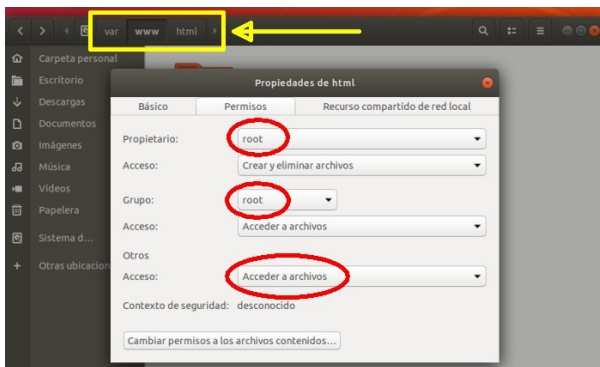 var www html
Carpeta personal
Escritorio
Descargas
Documentos
Imágenes
Música
Vídeos
Papelera
Sistema d...
+ Otras ubicacion
Propiedades de html
Básico Permisos Recurso compartido de red local
Propietario: root
Acceso: Crear y eliminar archivos
Grupo: root
Acceso: Acceder a archivos
Otros
Acceso: Acceder a archivos
Contexto de seguridad: desconocido
Cambiar permisos a los archivos contenidos...